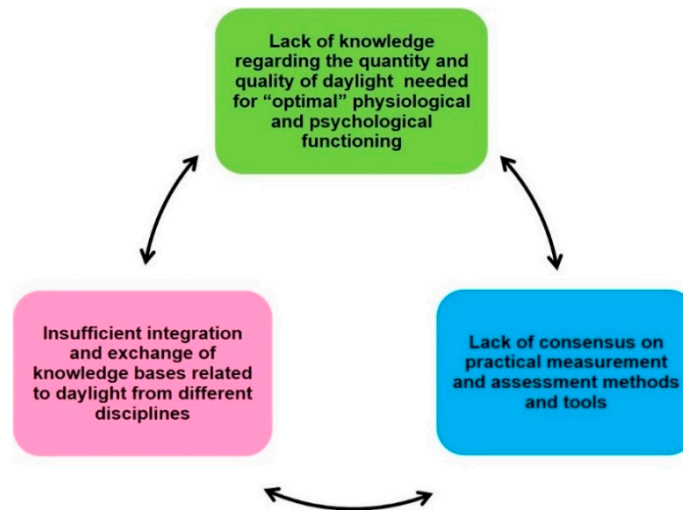 Lack of knowledge
regarding the quantity and
quality of daylight needed
for “optimal” physiological
and psychological
functioning
Insufficient integration
and exchange of
knowledge bases related
to daylight from different
disciplines
Lack of consensus on
practical measurement
and assessment methods
and tools